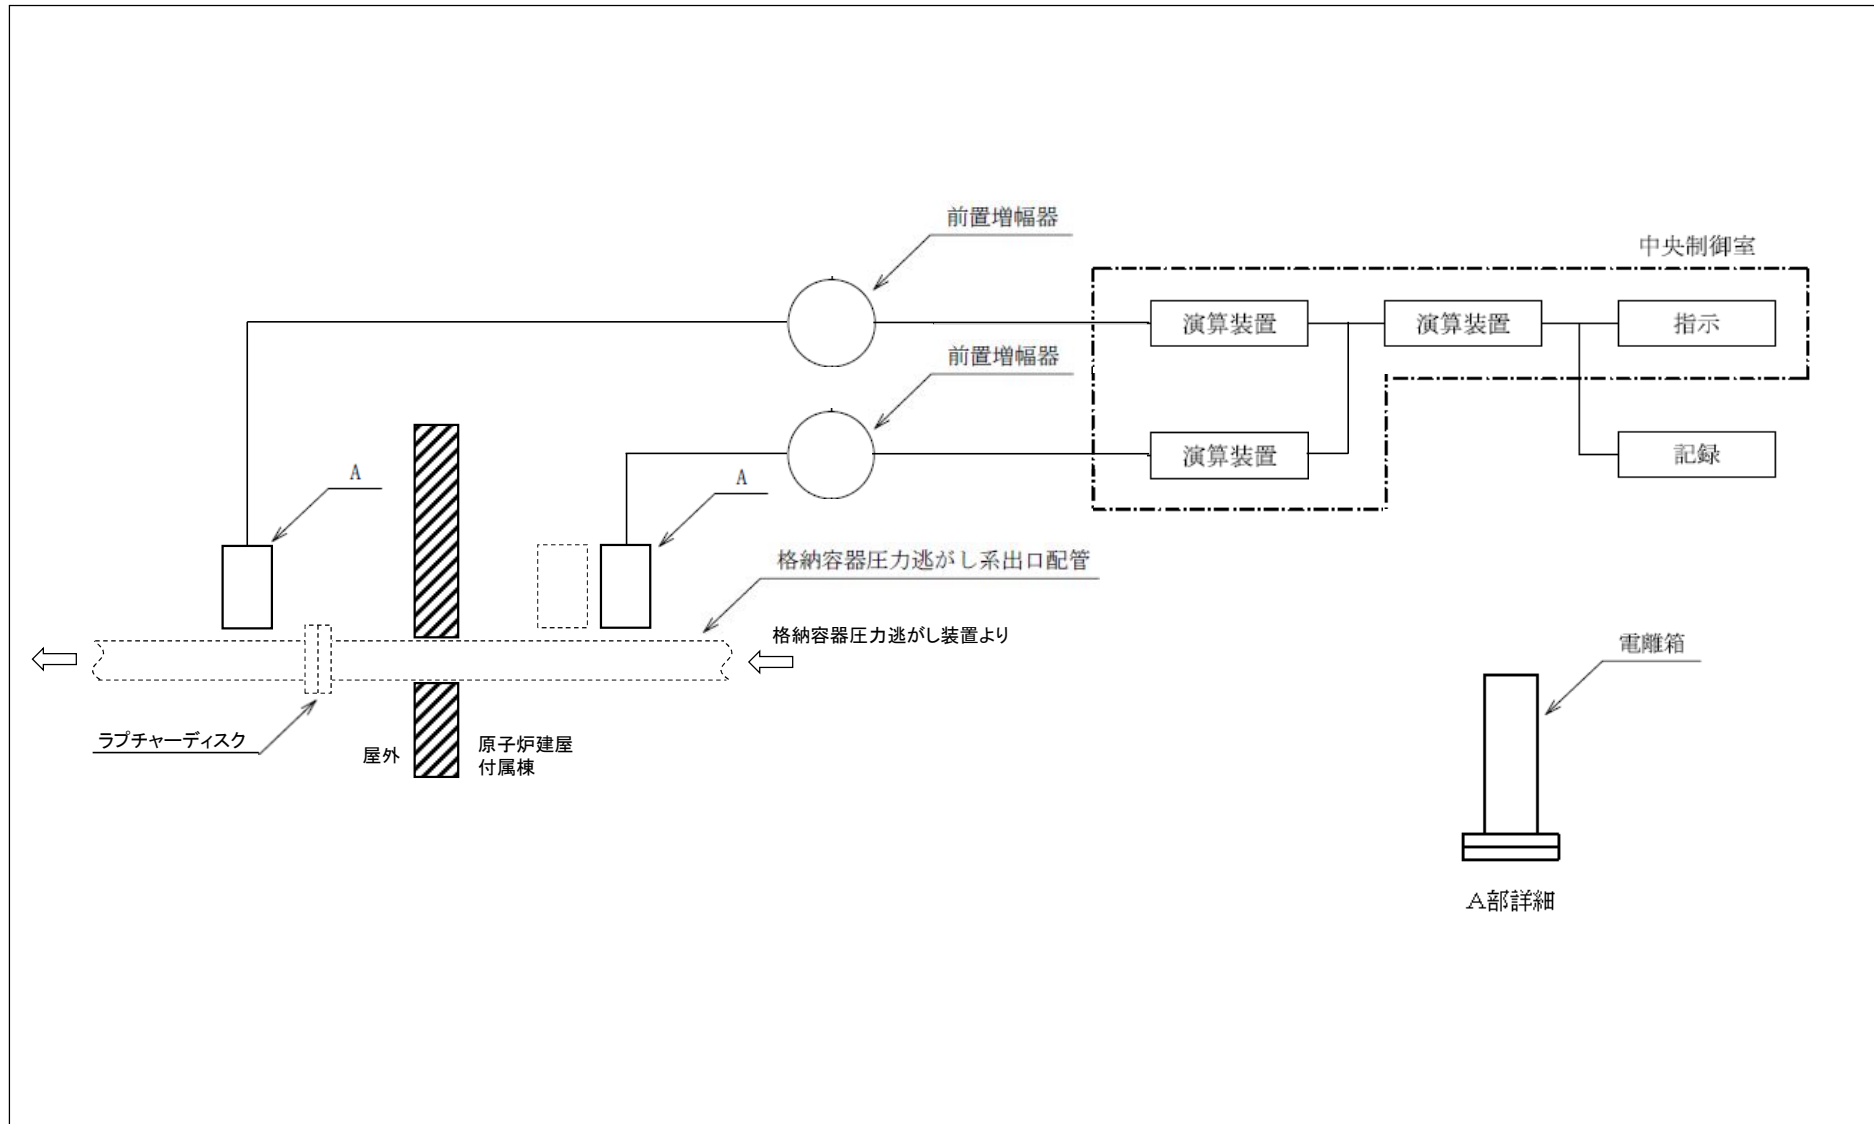 前置増幅器
中央制御室
演算装置
演算装置
指示
前置増幅器
演算装置
記録
A
A
格納容器圧力逃がし系出口配管
格納容器圧力逃がし装置より
電離箱
ラプチャーディスク
屋外
原子炉建屋
付属棟
A部詳細